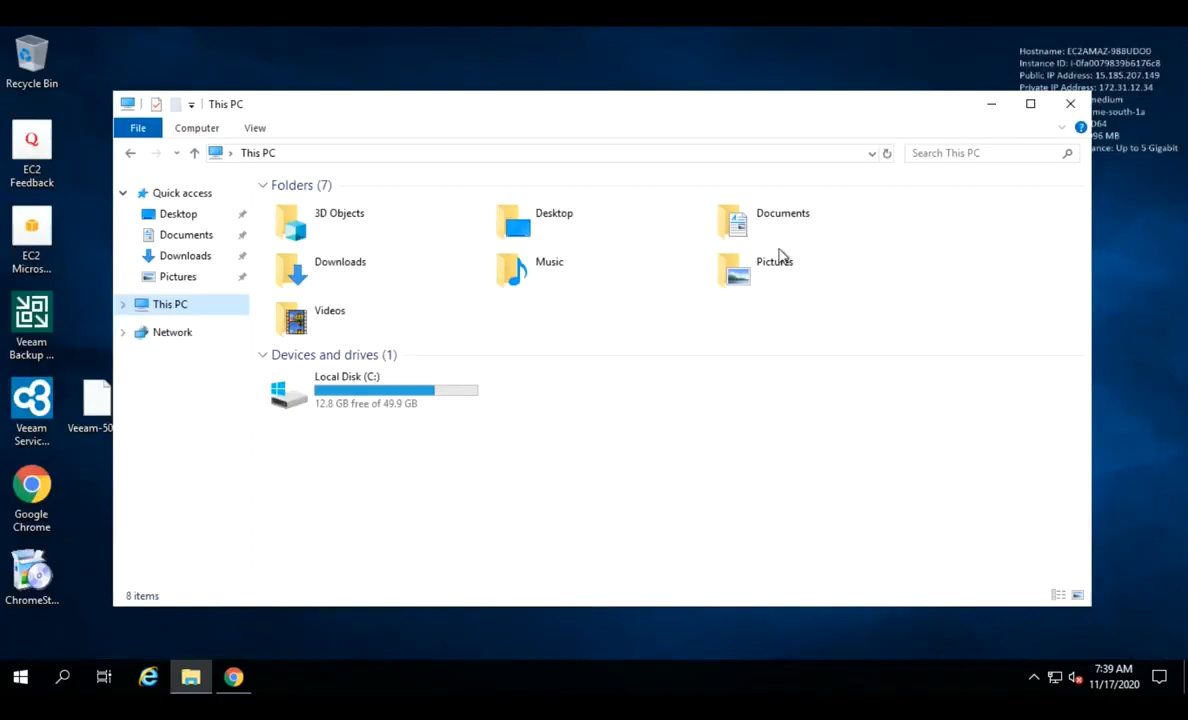 Recycle Bin
EC2
Feedback
EC2
Micros...
Veeam
Backup ...
Veeam
Servic...
Veeam-50
Google
Chrome
ChromeSt...
Hostname: EC2AMAZ-988UDO0
Instance ID: i-0fa0079839b6176c8
Public IP Address: 15.185.207.149
Private IP Address: 172.31.12.34
medium
me-south-1a
D64
96 MB
ance: Up to 5 Gigabit
This PC
File
Computer
View
This PC
Search This PC
Quick access
Desktop
Documents
Downloads
Pictures
This PC
Network
Folders (7)
3D Objects
Desktop
Documents
Downloads
Music
Pictures
Videos
Devices and drives (1)
Local Disk (C:)
12.8 GB free of 49.9 GB
8 items
7:39 AM
11/17/2020